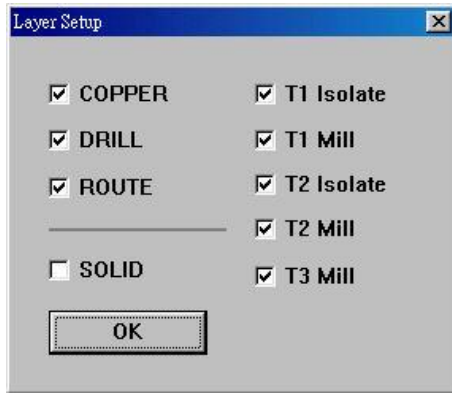 Layer Setup
COPPER
DRILL
ROUTE
SOLID
OK
T1 Isolate
T1 Mill
T2 Isolate
T2 Mill
T3 Mill